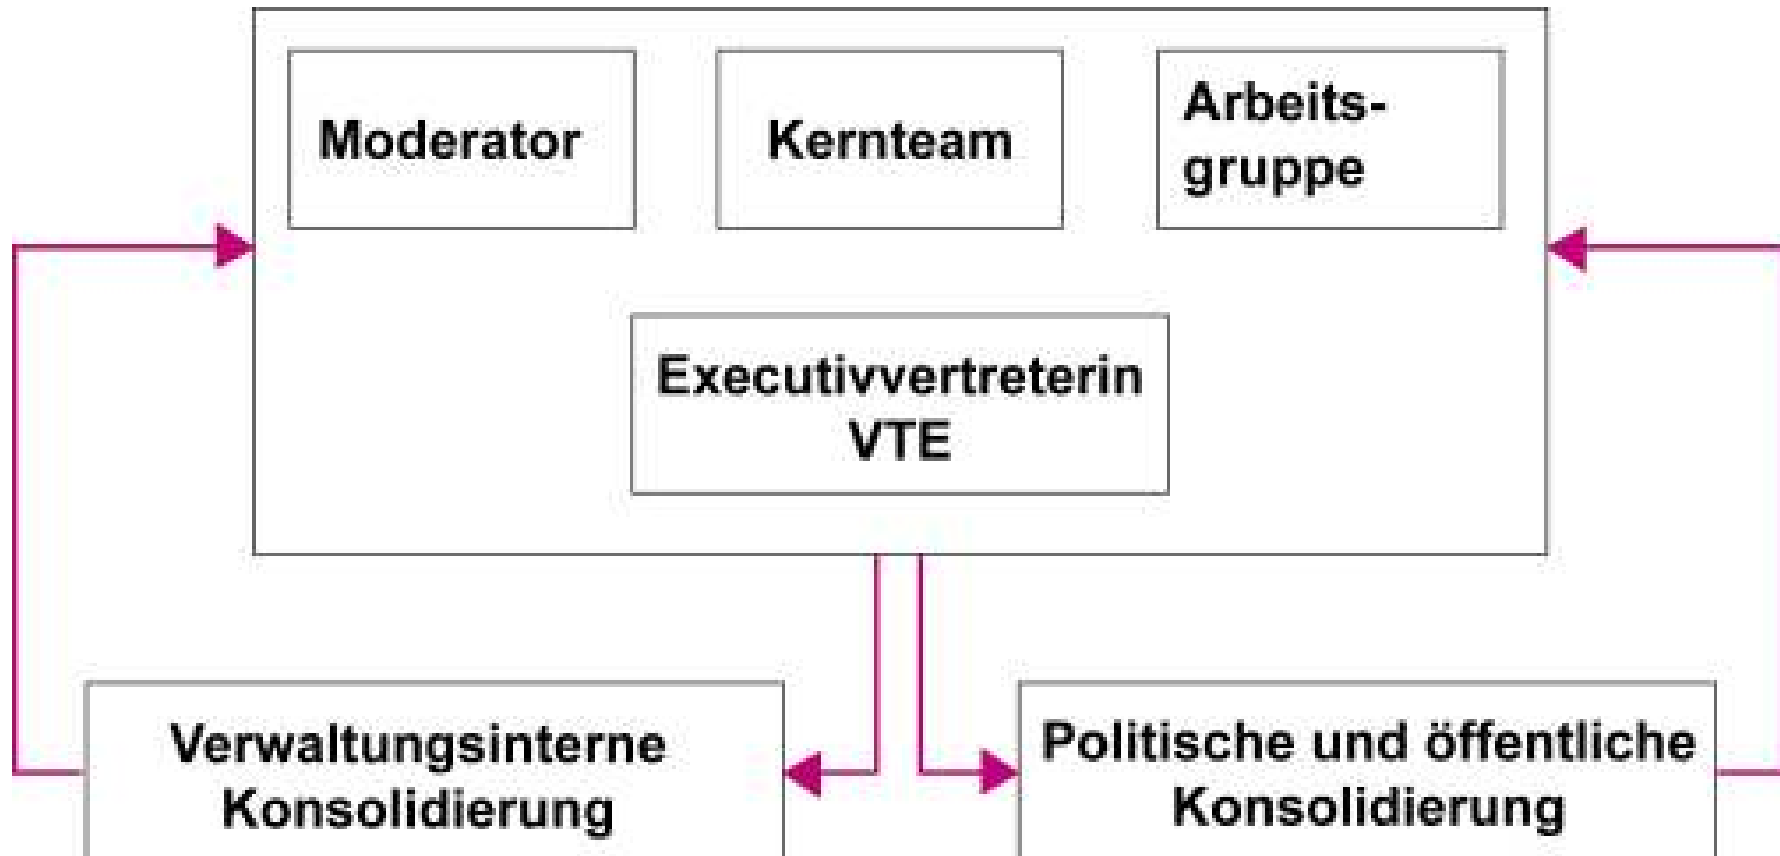 Moderator
Kernteam
Arbeits-
gruppe
Executivvertreterin
VTE
Verwaltungsinterne
Konsolidierung
Politische und öffentliche
Konsolidierung